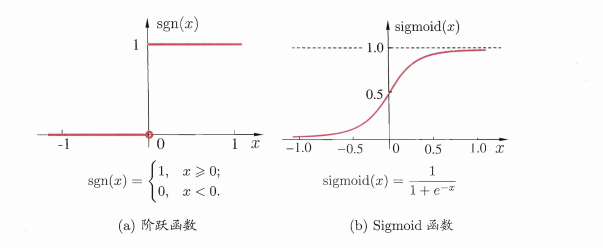 sgn(x)
1
-1 0 1 x
sgn(x) = {1, x ⩾ 0;
0, x < 0.
(a) 阶跃函数
sigmoid(x)
1.0
0.5
−1.0 −0.5 0 0.5 1.0 x
sigmoid(x) = 1 / (1 + e^{−x})
(b) Sigmoid 函数